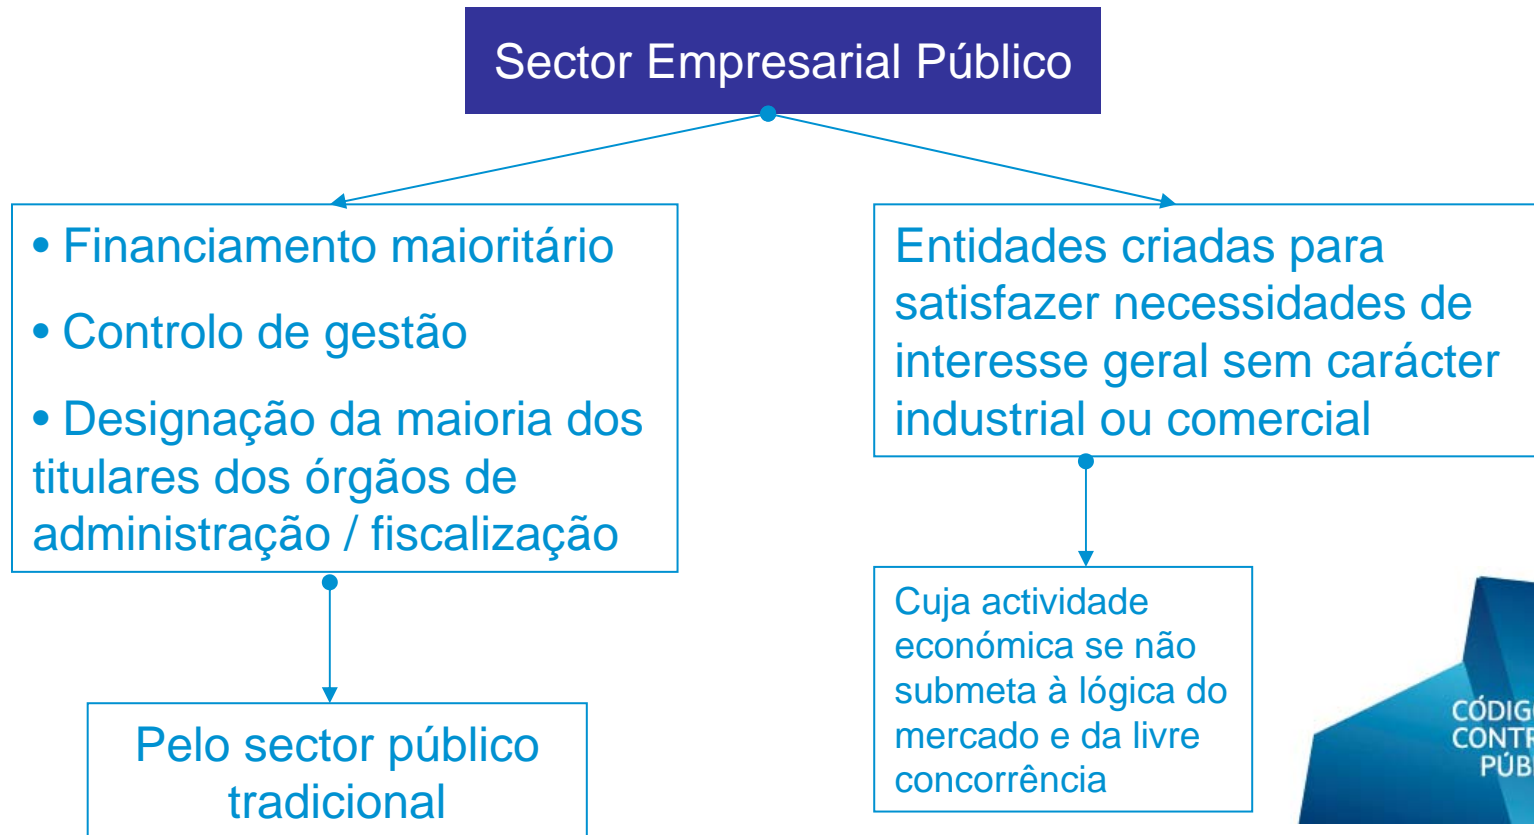 Sector Empresarial Público
• Financiamento maioritário
• Controlo de gestão
• Designação da maioria dos
titulares dos órgãos de
administração / fiscalização
Pelo sector público
tradicional
Entidades criadas para
satisfazer necessidades de
interesse geral sem carácter
industrial ou comercial
Cuja actividade
económica se não
submeta à lógica do
mercado e da livre
concorrência